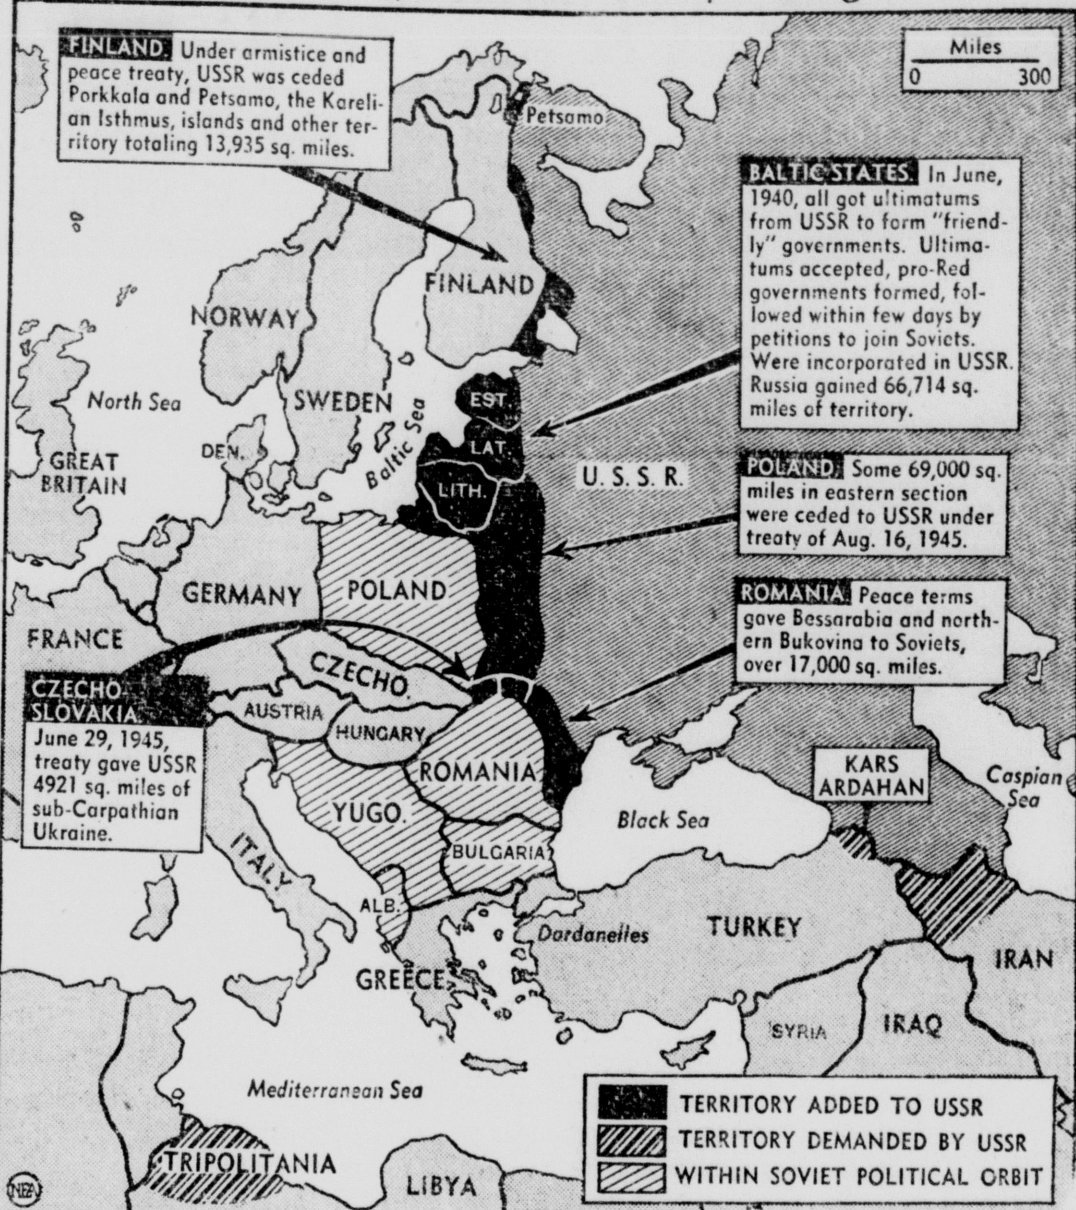 FINLAND. Under armistice and
peace treaty, USSR was ceded
Porkkala and Petsamo, the Kareli-
an Isthmus, islands and other ter-
ritory totaling 13,935 sq. miles.
Miles
0 300
Petsamo
BALTIC STATES. In June,
1940, all got ultimatums
from USSR to form "friend-
ly" governments. Ultima-
tums accepted, pro-Red
governments formed, fol-
lowed within few days by
petitions to join Soviets.
Were incorporated in USSR.
Russia gained 66,714 sq.
miles of territory.
FINLAND
NORWAY
SWEDEN
North Sea
Baltic Sea
EST.
LAT.
LITH.
DEN.
GREAT
BRITAIN
U. S. S. R.
POLAND. Some 69,000 sq.
miles in eastern section
were ceded to USSR under
treaty of Aug. 16, 1945.
GERMANY
POLAND
FRANCE
ROMANIA. Peace terms
gave Bessarabia and north-
ern Bukovina to Soviets,
over 17,000 sq. miles.
CZECHO-
SLOVAKIA.
June 29, 1945,
treaty gave USSR
4921 sq. miles of
sub-Carpathian
Ukraine.
CZECHO.
AUSTRIA
HUNGARY
ROMANIA
YUGO.
BULGARIA
ITALY
ALB.
GREECE
Black Sea
KARS
ARDAHAN
Caspian
Sea
Dardanelles
TURKEY
IRAN
SYRIA
IRAQ
Mediterranean Sea
TRIPOLITANIA
LIBYA
TERRITORY ADDED TO USSR
TERRITORY DEMANDED BY USSR
WITHIN SOVIET POLITICAL ORBIT
NEA